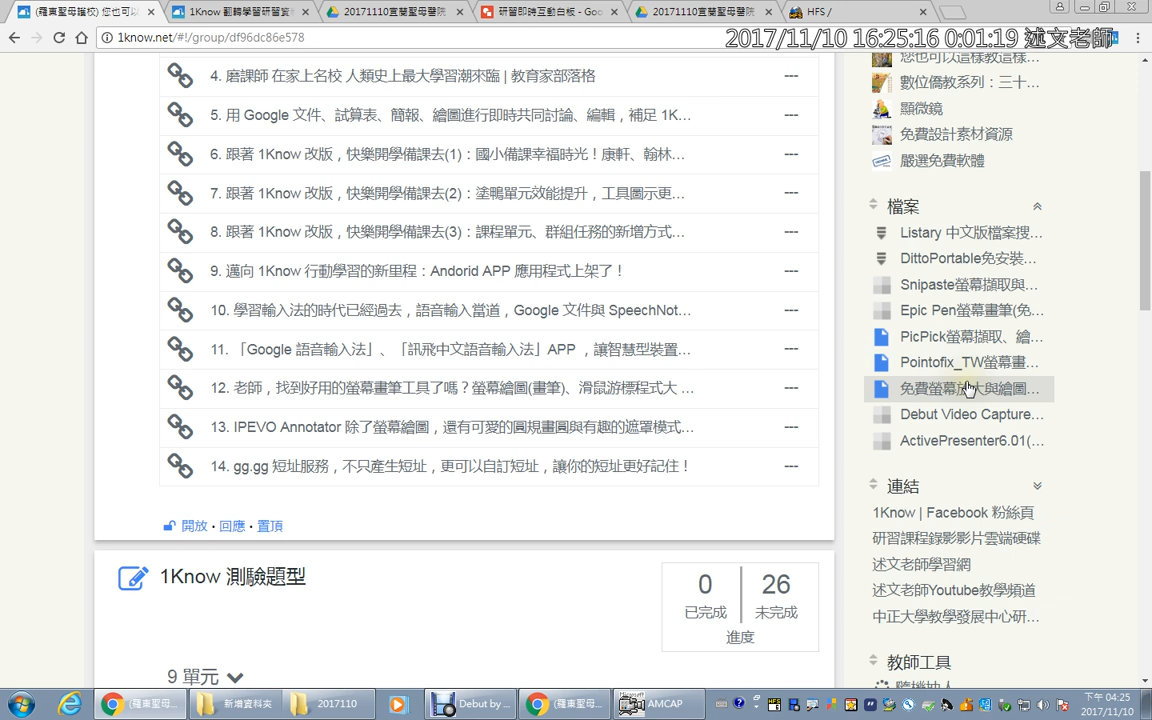 (羅東聖母護校) 您也可以
1Know 翻轉學習研習資料
20171110宜蘭聖母醫院
研習即時互動白板 - Goo
20171110宜蘭聖母醫院
HFS /
1know.net/#!/group/df96dc86e578
2017/11/10 16:25:16 0:01:19 述文老師
4. 磨課師 在家上名校 人類史上最大學習潮來臨 | 教育家部落格 ---
5. 用 Google 文件、試算表、簡報、繪圖進行即時共同討論、編輯，補足 1K... ---
6. 跟著 1Know 改版，快樂開學備課去(1)：國小備課幸福時光！康軒、翰林... ---
7. 跟著 1Know 改版，快樂開學備課去(2)：塗鴨單元效能提升，工具圖示更... ---
8. 跟著 1Know 改版，快樂開學備課去(3)：課程單元、群組任務的新增方式... ---
9. 邁向 1Know 行動學習的新里程：Andorid APP 應用程式上架了！ ---
10. 學習輸入法的時代已經過去，語音輸入當道，Google 文件與 SpeechNot... ---
11. 「Google 語音輸入法」、「訊飛中文語音輸入法」APP ，讓智慧型裝置... ---
12. 老師，找到好用的螢幕畫筆工具了嗎？螢幕繪圖(畫筆)、滑鼠游標程式大 ... ---
13. IPEVO Annotator 除了螢幕繪圖，還有可愛的圓規畫圓與有趣的遮罩模式... ---
14. gg.gg 短址服務，不只產生短址，更可以自訂短址，讓你的短址更好記住！ ---
開放 · 回應 · 置頂
1Know 測驗題型
0 已完成
26 未完成
進度
9 單元
您也可以這樣教這樣...
數位僑教系列：三十...
顯微鏡
免費設計素材資源
嚴選免費軟體
檔案
Listary 中文版檔案搜...
DittoPortable免安裝...
Snipaste螢幕擷取與...
Epic Pen螢幕畫筆(免...
PicPick螢幕擷取、繪...
Pointofix_TW螢幕畫...
免費螢幕放大與繪圖...
Debut Video Capture...
ActivePresenter6.01(...
連結
1Know | Facebook 粉絲頁
研習課程錄影影片雲端硬碟
述文老師學習網
述文老師Youtube教學頻道
中正大學教學發展中心研...
教師工具
隨機抽人
(羅東聖母...
新增資料夾
2017110
Debut by ...
(羅東聖母...
AMCAP
下午 04:25
2017/11/10